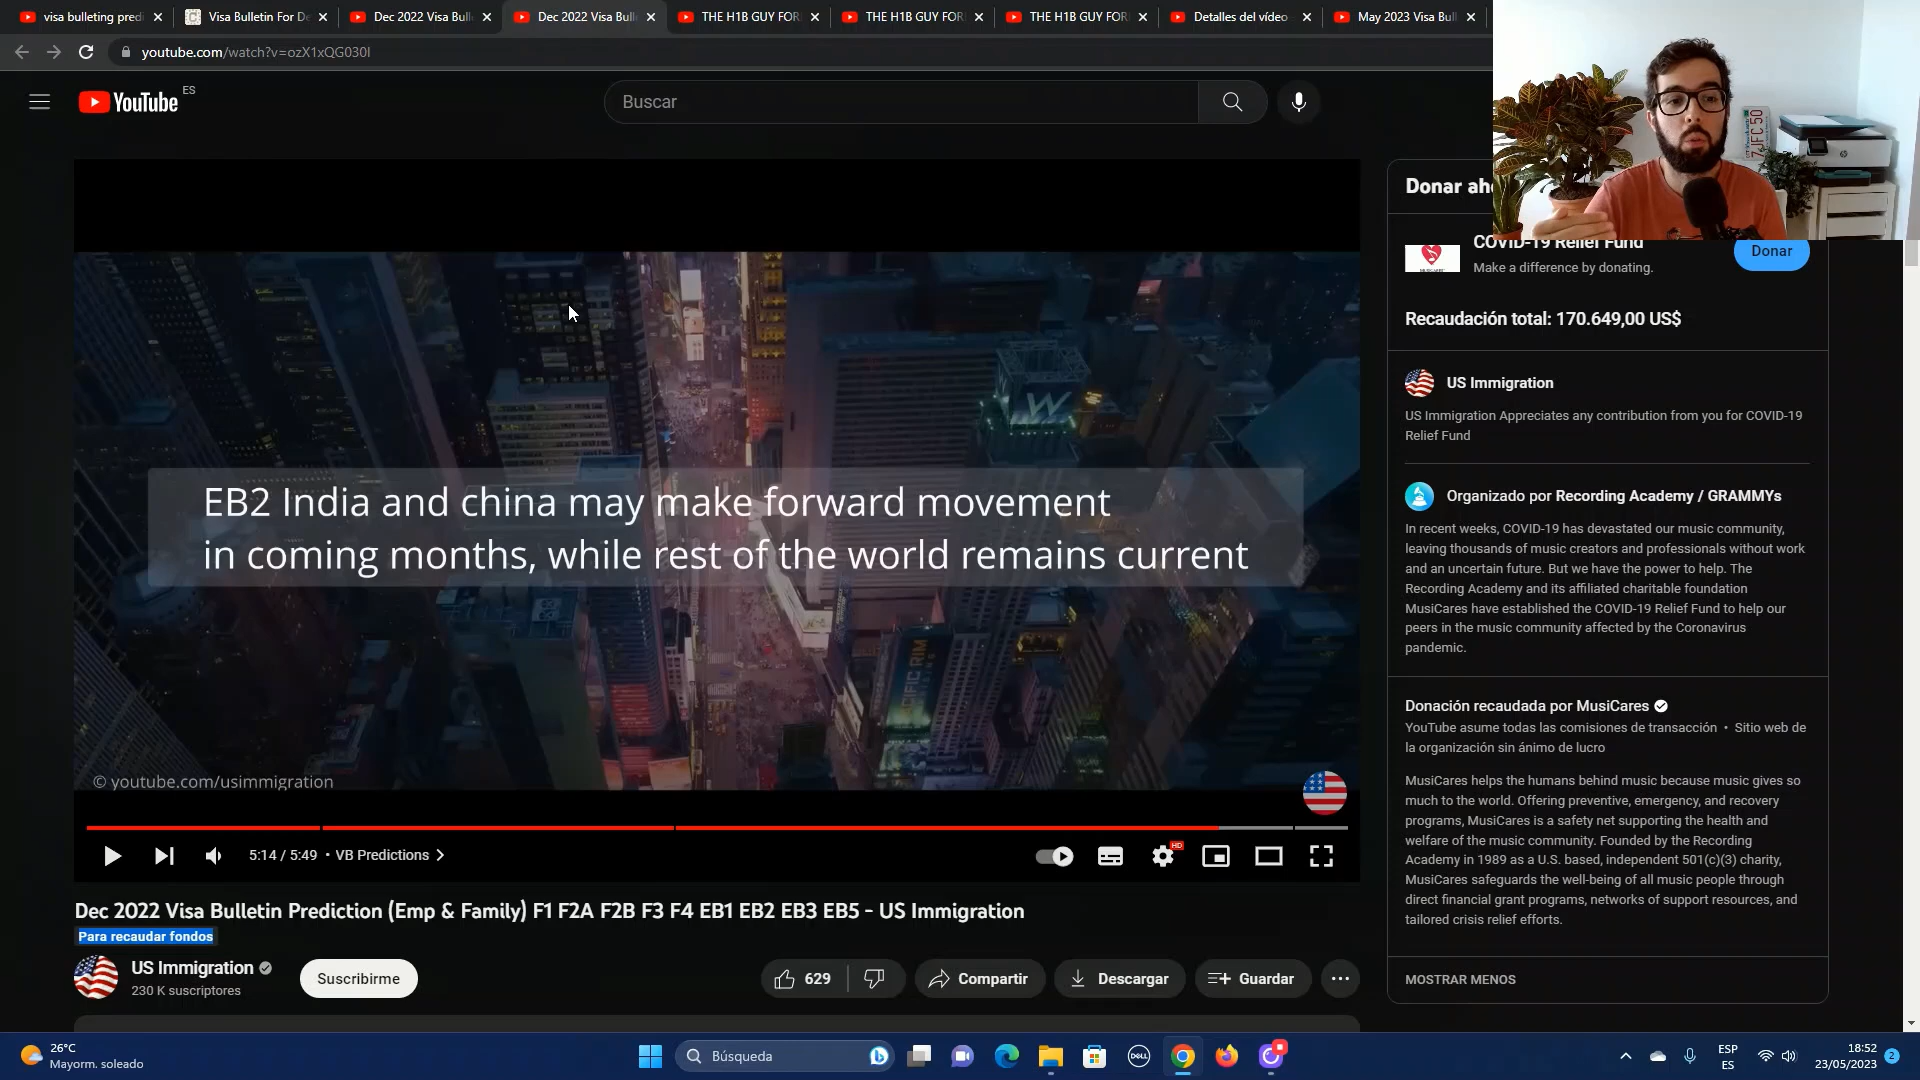 visa bulleting predi
Visa Bulletin For De
Dec 2022 Visa Bull
Dec 2022 Visa Bull
THE H1B GUY FOR
THE H1B GUY FOR
THE H1B GUY FOR
Detalles del vídeo
May 2023 Visa Bul
youtube.com/watch?v=ozX1xQG030I
YouTube
ES
Buscar
7JFC 50
Donar aho
COVID-19 Relief Fund
Make a difference by donating.
Donar
Recaudación total: 170.649,00 US$
US Immigration
US Immigration Appreciates any contribution from you for COVID-19
Relief Fund
Organizado por Recording Academy / GRAMMYs
In recent weeks, COVID-19 has devastated our music community,
leaving thousands of music creators and professionals without work
and an uncertain future. But we have the power to help. The
Recording Academy and its affiliated charitable foundation
MusiCares have established the COVID-19 Relief Fund to help our
peers in the music community affected by the Coronavirus
pandemic.
Donación recaudada por MusiCares
YouTube asume todas las comisiones de transacción • Sitio web de
la organización sin ánimo de lucro
MusiCares helps the humans behind music because music gives so
much to the world. Offering preventive, emergency, and recovery
programs, MusiCares is a safety net supporting the health and
welfare of the music community. Founded by the Recording
Academy in 1989 as a U.S. based, independent 501(c)(3) charity,
MusiCares safeguards the well-being of all music people through
direct financial grant programs, networks of support resources, and
tailored crisis relief efforts.
MOSTRAR MENOS
W
EB2 India and china may make forward movement
in coming months, while rest of the world remains current
PACIFIC RIM
© youtube.com/usimmigration
5:14 / 5:49 • VB Predictions
HD
Dec 2022 Visa Bulletin Prediction (Emp & Family) F1 F2A F2B F3 F4 EB1 EB2 EB3 EB5 - US Immigration
Para recaudar fondos
US Immigration
230 K suscriptores
Suscribirme
629
Compartir
Descargar
Guardar
26°C
Mayorm. soleado
Búsqueda
DELL
ESP
ES
18:52
23/05/2023
2